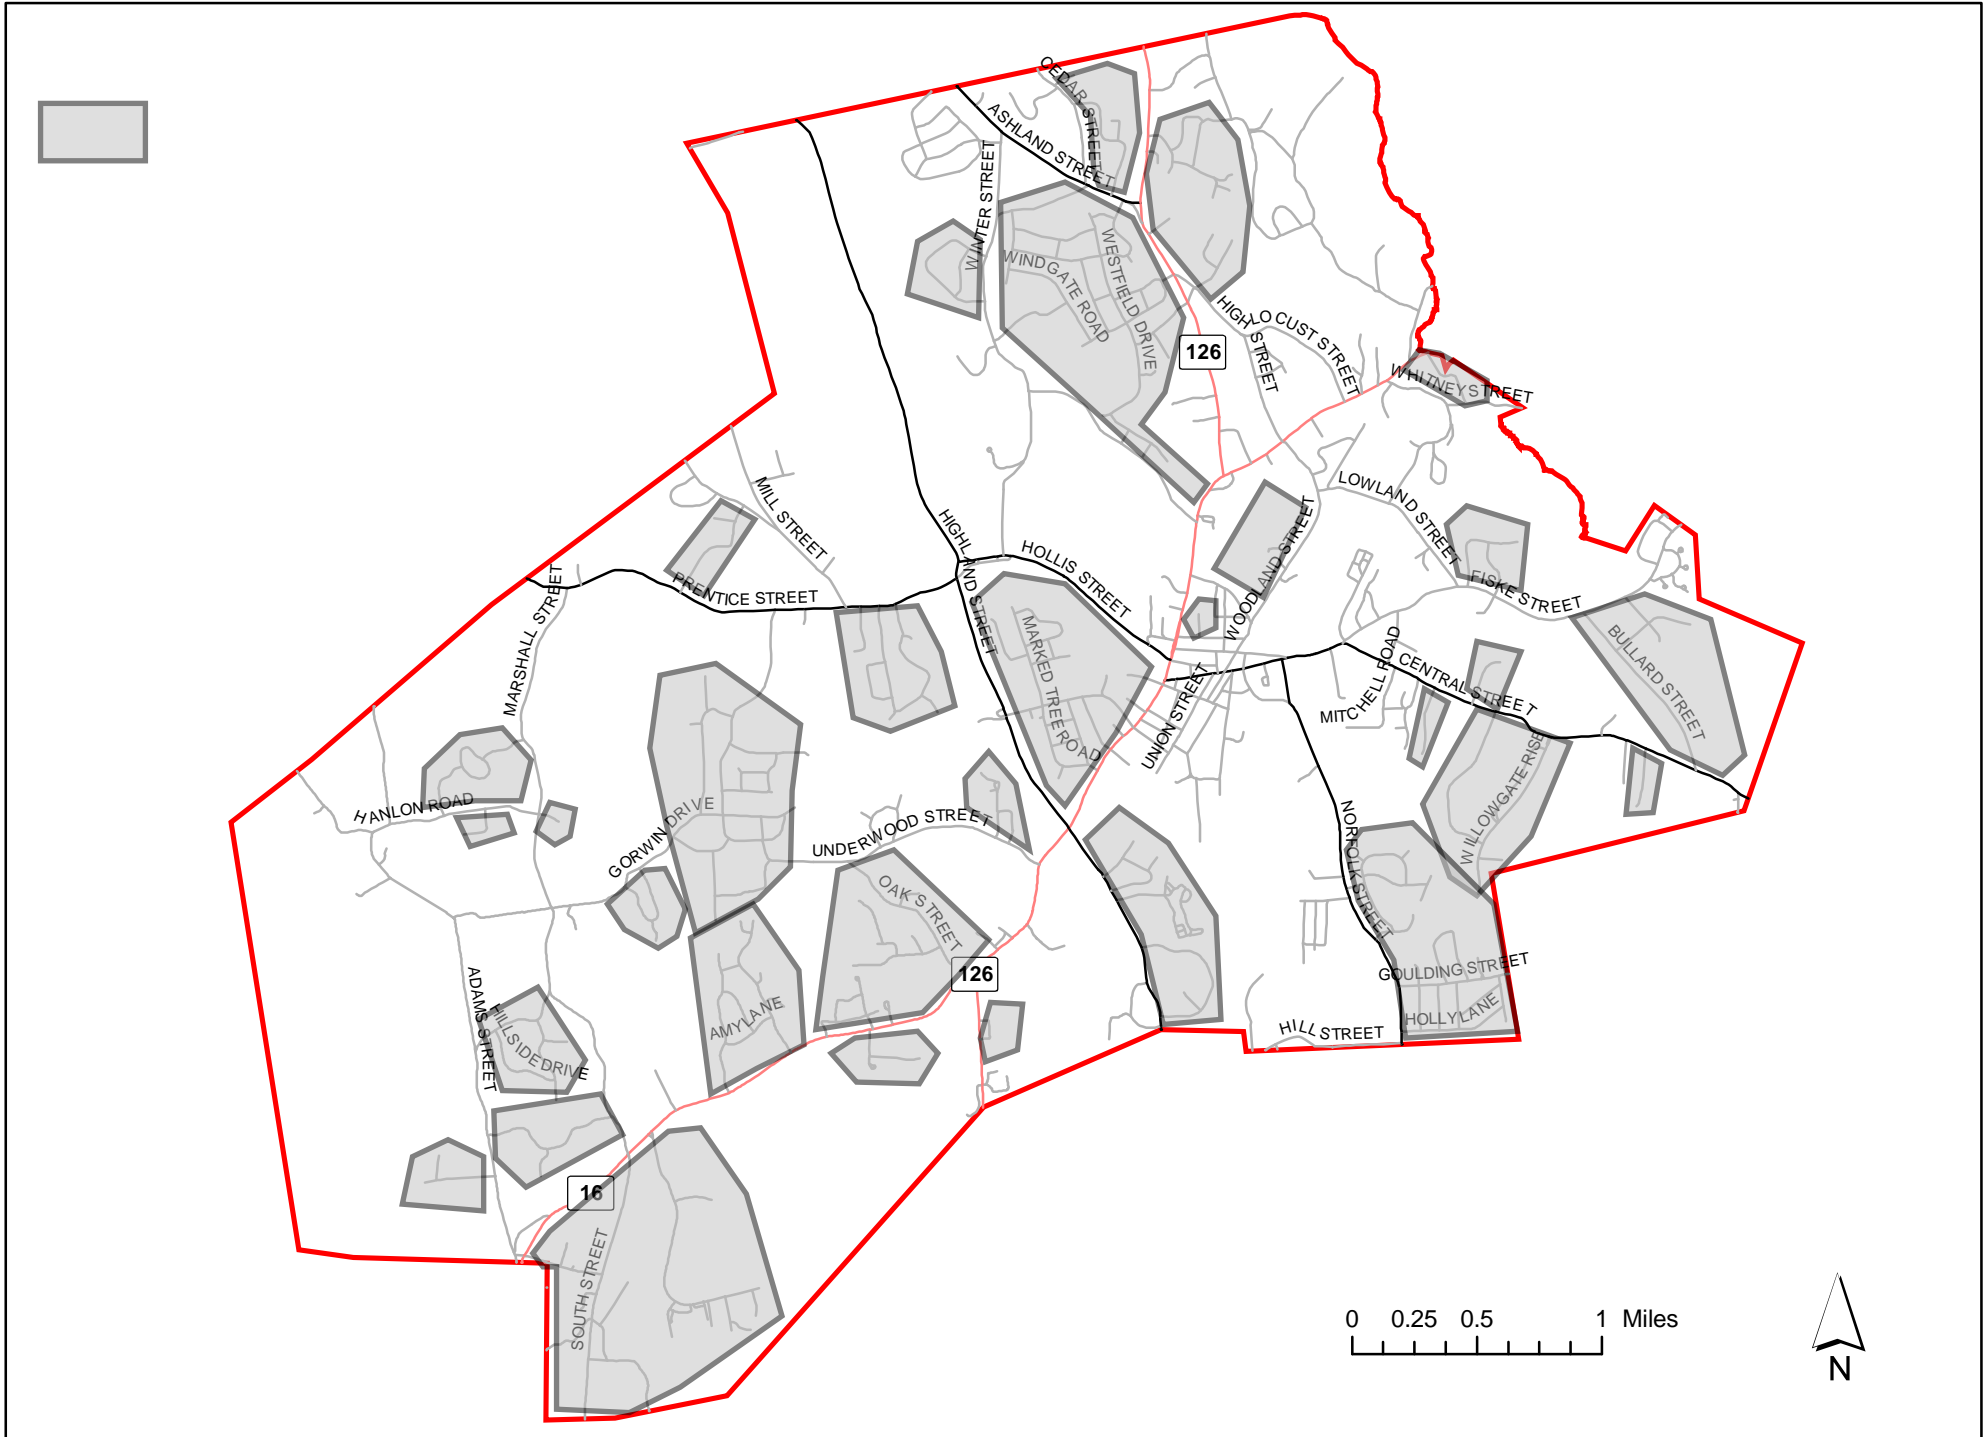 CEDAR STREET
ASHLAND STREET
WINTER STREET
WINDGATE ROAD
WESTFIELD DRIVE
HIGH STREET
LOCUST STREET
126
WHITNEY STREET
MILL STREET
HIGHLAND STREET
HOLLIS STREET
LOWLAND STREET
WOODLAND STREET
FISKE STREET
PRENTICE STREET
MARSHALL STREET
MARKED TREE ROAD
BULLARD STREET
MITCHELL ROAD
CENTRAL STREET
UNION STREET
WILLOWGATE RISE
HANLON ROAD
GORWIN DRIVE
UNDERWOOD STREET
NORFOLK STREET
OAK STREET
126
ADAMS STREET
HILLSIDE DRIVE
AMY LANE
GOULDING STREET
HOLLY LANE
HILL STREET
16
SOUTH STREET
0 0.25 0.5 1 Miles
N